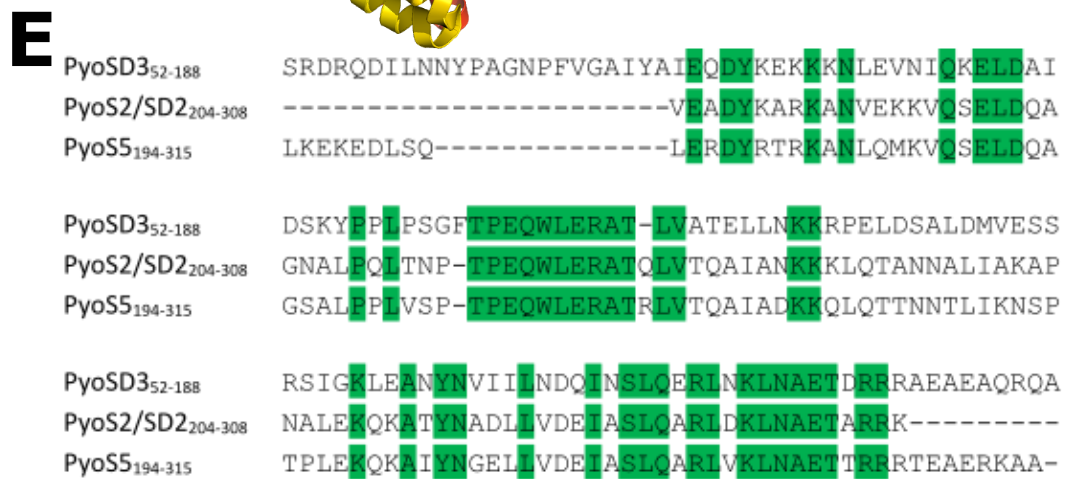 E
PyoSD3₅₂₋₁₈₈ SRDRQDILNNYPAGNPFVGAIYAIEQDYKEKKKNLEVNIQKELDAI
PyoS2/SD2₂₀₄₋₃₀₈ -----------------------VEADYKARKANVEKKVQSELDQA
PyoS5₁₉₄₋₃₁₅ LKEKEDLSQ--------------LERDYRTRKANLQMKVQSELDQA
PyoSD3₅₂₋₁₈₈ DSKYPPLPSGFTPEQWLERAT-LVATELLNKKRPELDSALDMVESS
PyoS2/SD2₂₀₄₋₃₀₈ GNALPQLTNP-TPEQWLERATQLVTQAIANKKKLQTANNALIAKAP
PyoS5₁₉₄₋₃₁₅ GSALPPLVSP-TPEQWLERATRLVTQAIADKKQLQTTNNTLIKNSP
PyoSD3₅₂₋₁₈₈ RSIGKLEANYNVIILNDQINSLQERLNKLNAETDRRRAEAEAQRQA
PyoS2/SD2₂₀₄₋₃₀₈ NALEKQKATYNADLLVDEIASLQARLDKLNAETARRK---------
PyoS5₁₉₄₋₃₁₅ TPLEKQKAIYNGELLVDEIASLQARLVKLNAETTRRRTEAERKAA-